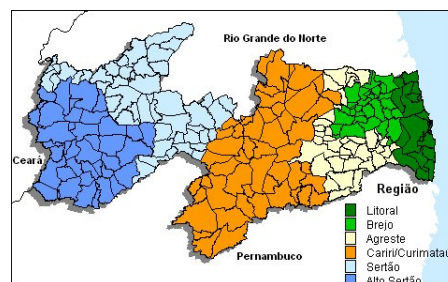 Rio Grande do Norte
Ceará
Pernambuco
Região
Litoral
Brejo
Agreste
Cariri/Curimatau
Sertão
Alto Sertão